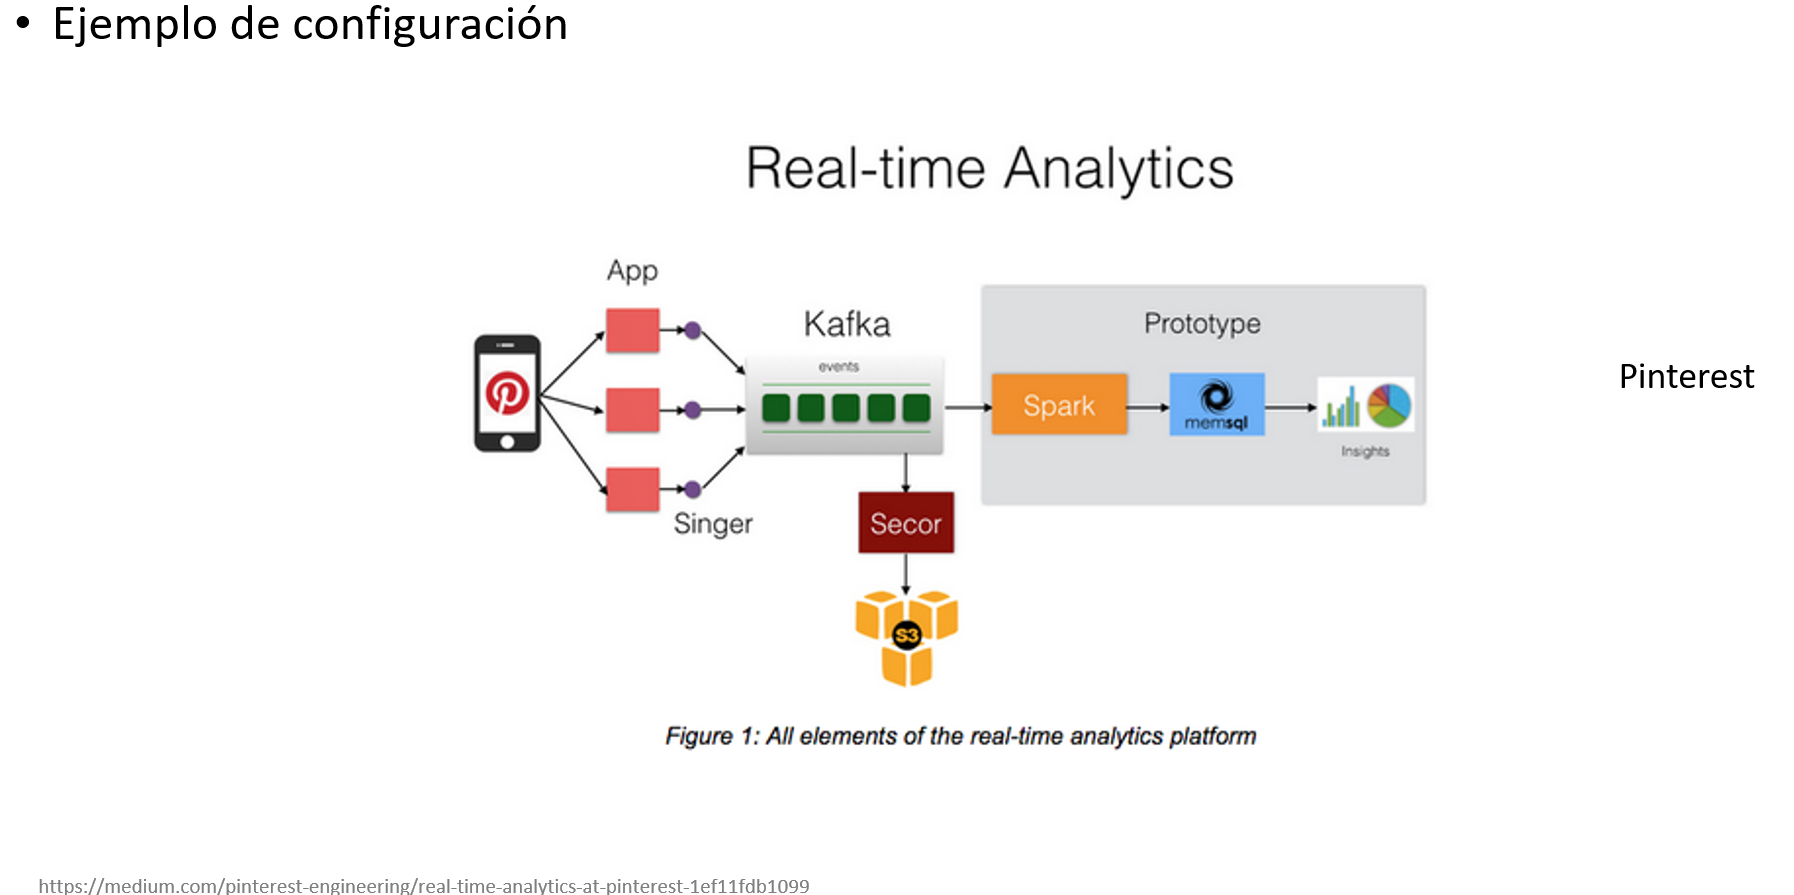 • Ejemplo de configuración
Real-time Analytics
App
Kafka
events
Singer
Secor
S3
Prototype
Spark
memsql
Insights
Pinterest
Figure 1: All elements of the real-time analytics platform
https://medium.com/pinterest-engineering/real-time-analytics-at-pinterest-1ef11fdb1099